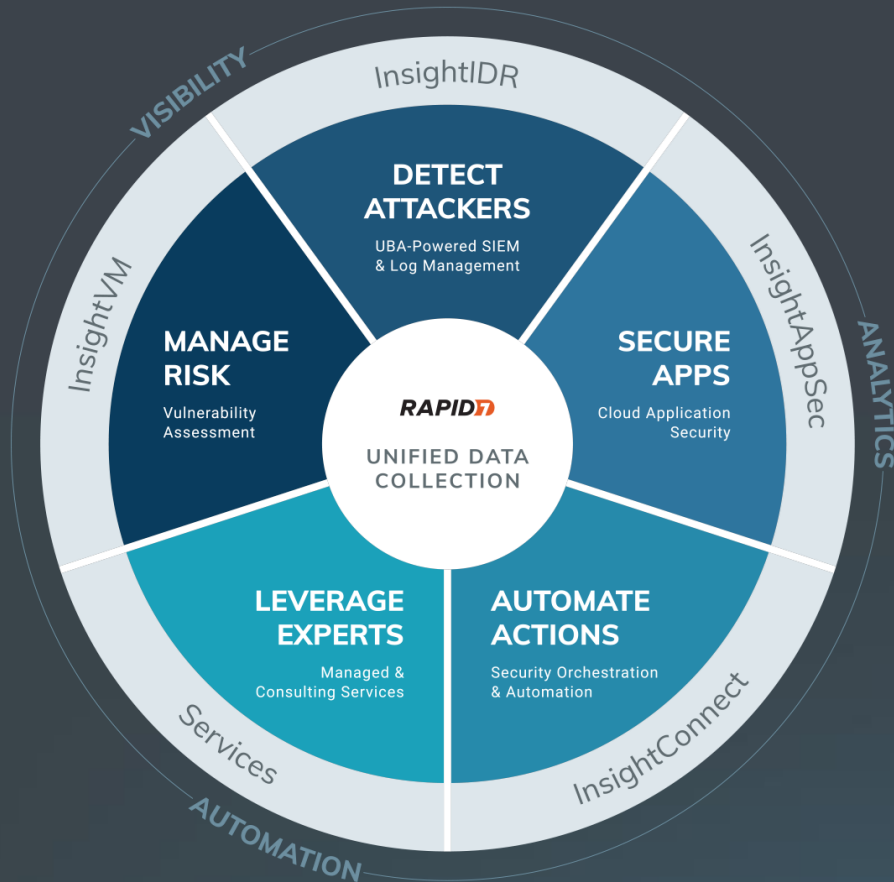 VISIBILITY
InsightIDR
DETECT
ATTACKERS
UBA-Powered SIEM
& Log Management
InsightVM
MANAGE
RISK
Vulnerability
Assessment
InsightAppSec
SECURE
APPS
Cloud Application
Security
ANALYTICS
RAPID7
UNIFIED DATA
COLLECTION
LEVERAGE
EXPERTS
Managed &
Consulting Services
Services
AUTOMATE
ACTIONS
Security Orchestration
& Automation
InsightConnect
AUTOMATION